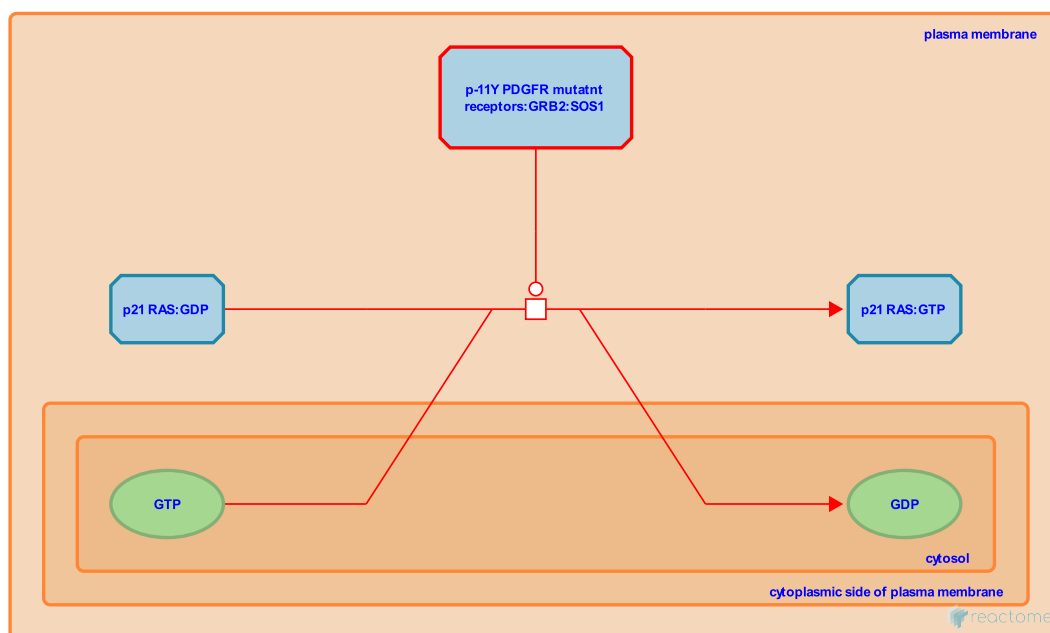 plasma membrane
p-11Y PDGFR mutatnt
receptors:GRB2:SOS1
p21 RAS:GDP
p21 RAS:GTP
GTP
GDP
cytosol
cytoplasmic side of plasma membrane
reactome